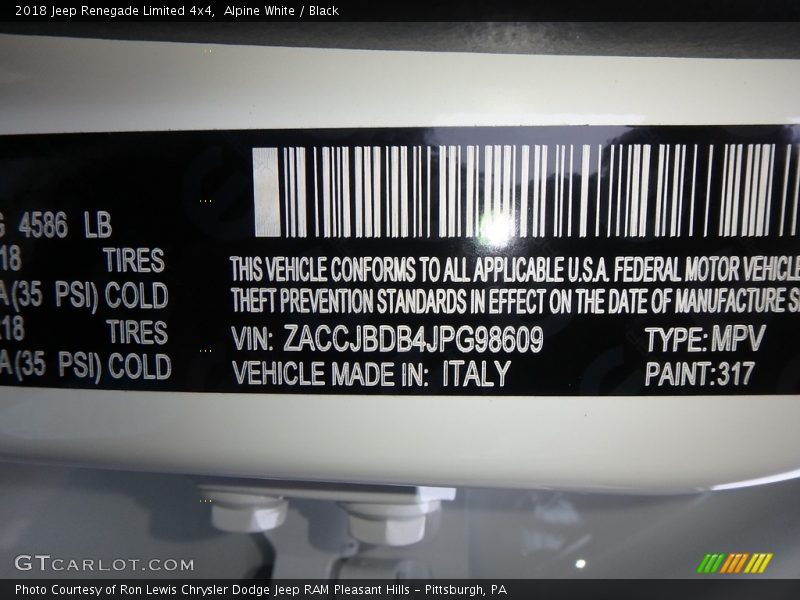 2018 Jeep Renegade Limited 4x4, Alpine White / Black
4586 LB
18 TIRES
(35 PSI) COLD
18 TIRES
(35 PSI) COLD
THIS VEHICLE CONFORMS TO ALL APPLICABLE U.S.A. FEDERAL MOTOR VEHICLE
THEFT PREVENTION STANDARDS IN EFFECT ON THE DATE OF MANUFACTURE
VIN: ZACCJBDB4JPG98609 TYPE:MPV
VEHICLE MADE IN: ITALY PAINT:317
GTCARLOT.COM
Photo Courtesy of Ron Lewis Chrysler Dodge Jeep RAM Pleasant Hills - Pittsburgh, PA